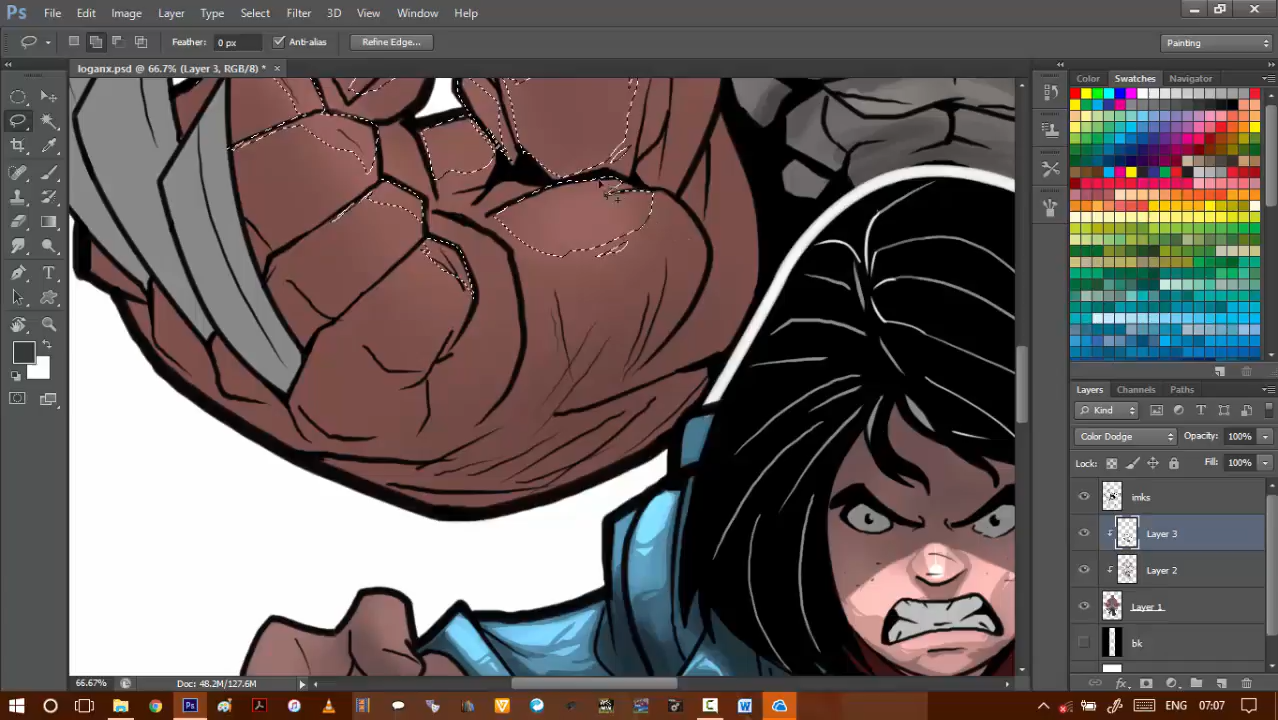 Ps File Edit Image Layer Type Select Filter 3D View Window Help
Feather: 0 px Anti-alias Refine Edge... Painting
loganx.psd @ 66.7% (Layer 3, RGB/8) * ×
Color Swatches Navigator
Layers Channels Paths
Kind
Color Dodge Opacity: 100%
Lock: Fill: 100%
imks
Layer 3
Layer 2
Layer 1
bk
fx
66.67% Doc: 48.2M/127.6M
Ps W ENG 07:07